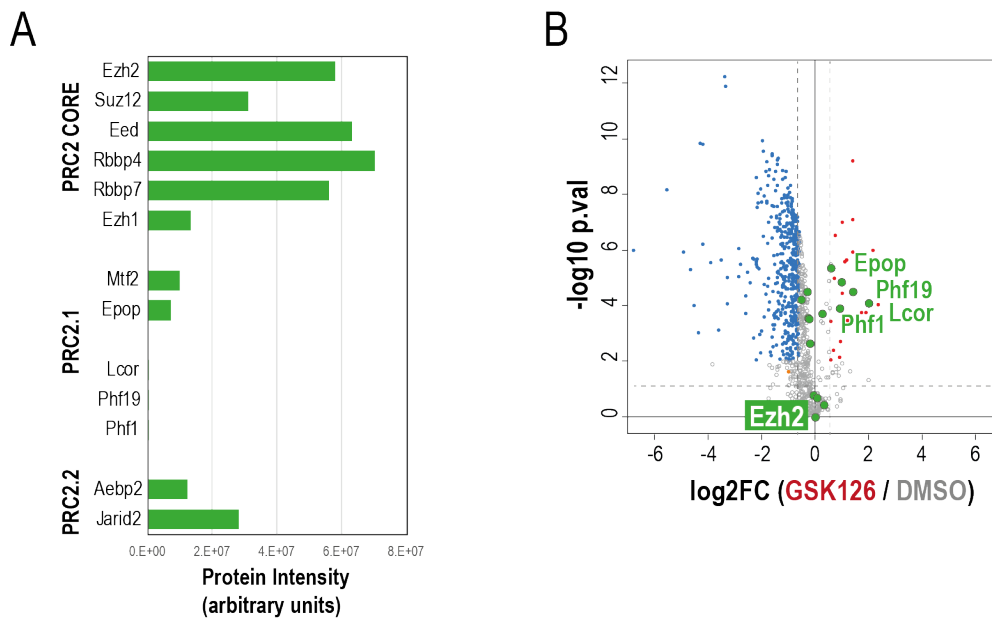 A
PRC2 CORE
Ezh2
Suz12
Eed
Rbbp4
Rbbp7
Ezh1
PRC2.1
Mtf2
Epop
Lcor
Phf19
Phf1
PRC2.2
Aebp2
Jarid2
0.E+00 2.E+07 4.E+07 6.E+07 8.E+07
Protein Intensity
(arbitrary units)
B
-log10 p.val
12
10
8
6
4
2
0
Epop
Phf19
Lcor
Phf1
Ezh2
-6 -4 -2 0 2 4 6
log2FC (GSK126 / DMSO)